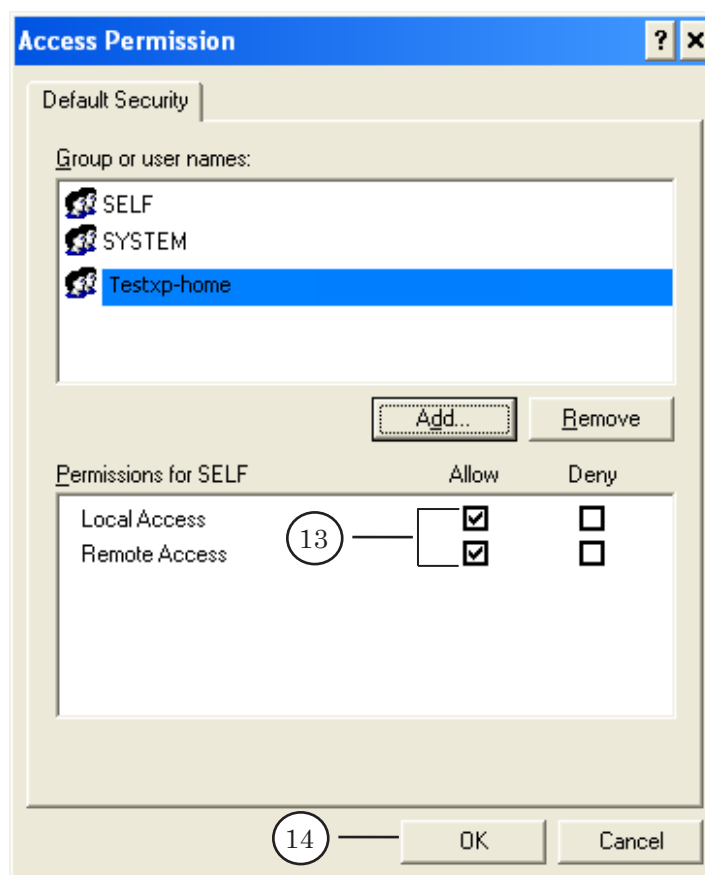 Access Permission
Default Security
Group or user names:
SELF
SYSTEM
Testxp-home
Add...
Remove
Permissions for SELF Allow Deny
Local Access
13
Remote Access
14
OK
Cancel